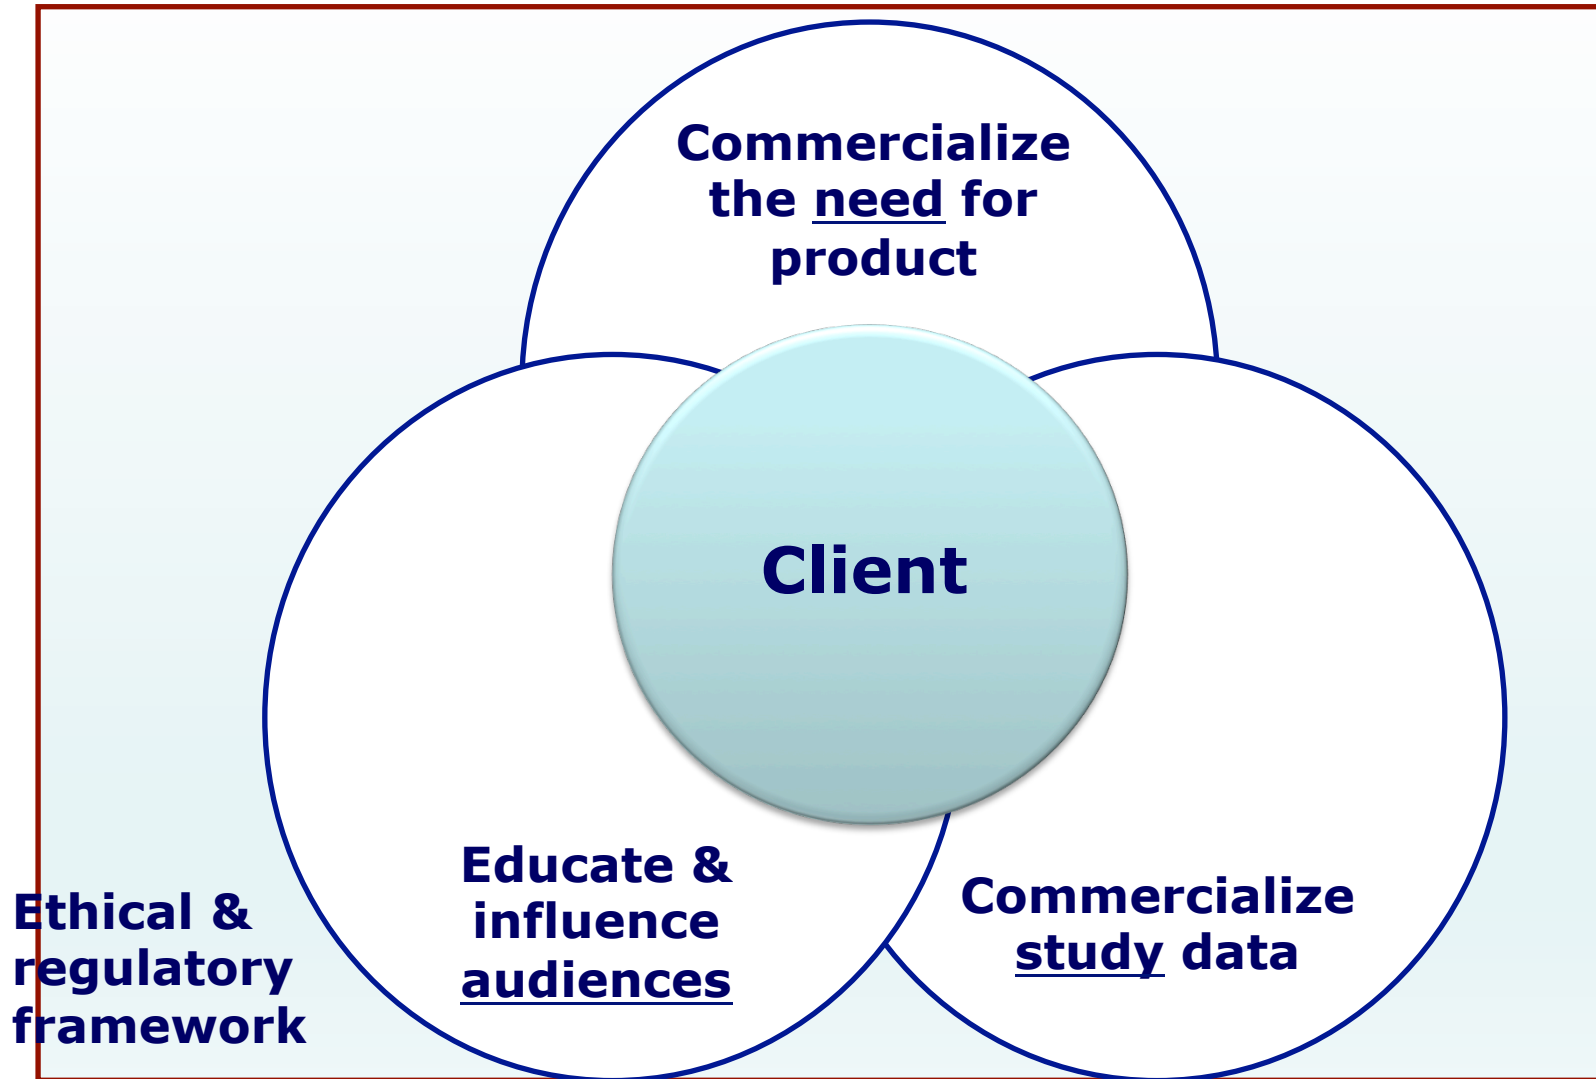 Commercialize
the need for
product
Client
Educate &
influence
audiences
Commercialize
study data
Ethical &
regulatory
framework